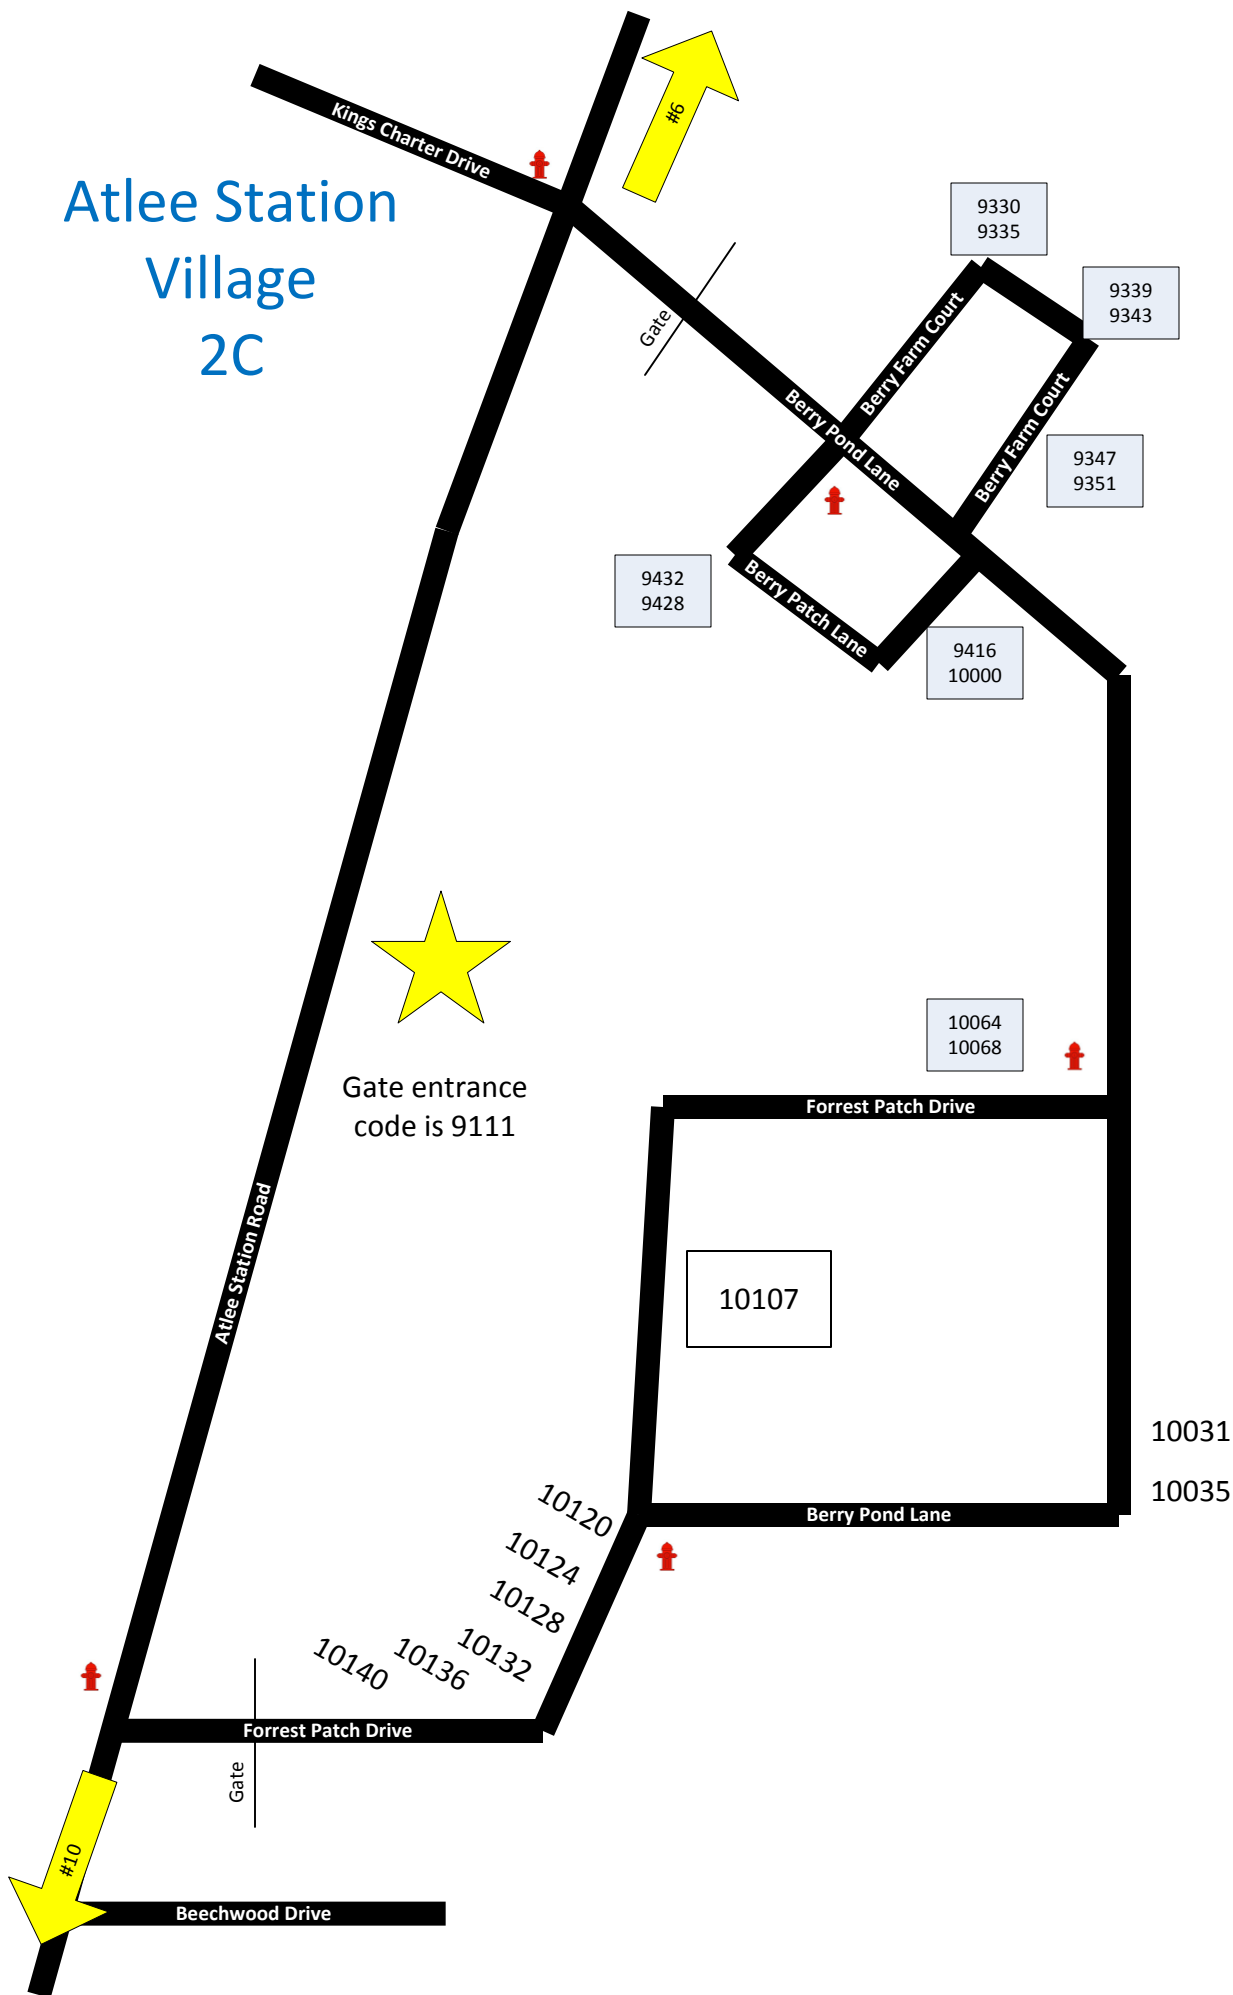 #6
Kings Charter Drive
Atlee Station
Village
2C
9330
9335
9339
9343
Gate
Berry Farm Court
Berry Pond Lane
Berry Farm Court
9347
9351
9432
9428
Berry Patch Lane
9416
10000
10064
10068
Gate entrance
code is 9111
Forrest Patch Drive
Atlee Station Road
10107
10031
10035
Berry Pond Lane
10120
10124
10128
10132
10136
10140
Forrest Patch Drive
Gate
#10
Beechwood Drive